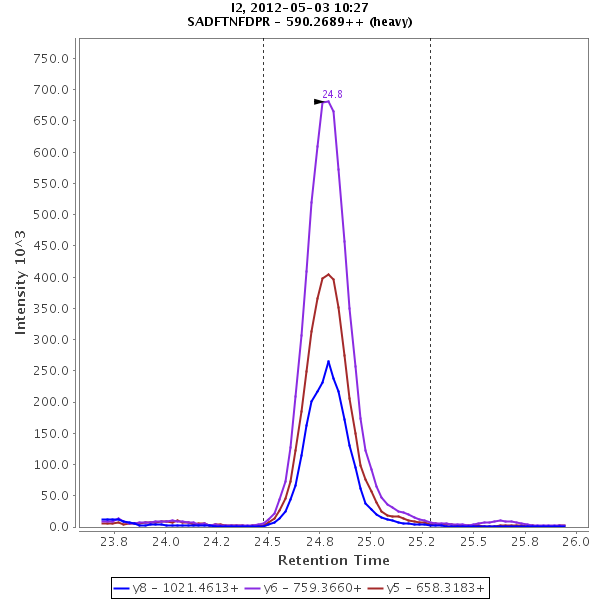 I2, 2012-05-03 10:27
SADFTNFDPR - 590.2689++ (heavy)
24.8
750.0
700.0
650.0
600.0
550.0
500.0
450.0
400.0
350.0
300.0
250.0
200.0
150.0
100.0
50.0
0.0
Intensity 10^3
23.8 24.0 24.2 24.5 24.8 25.0 25.2 25.5 25.8 26.0
Retention Time
y8 - 1021.4613+ y6 - 759.3660+ y5 - 658.3183+